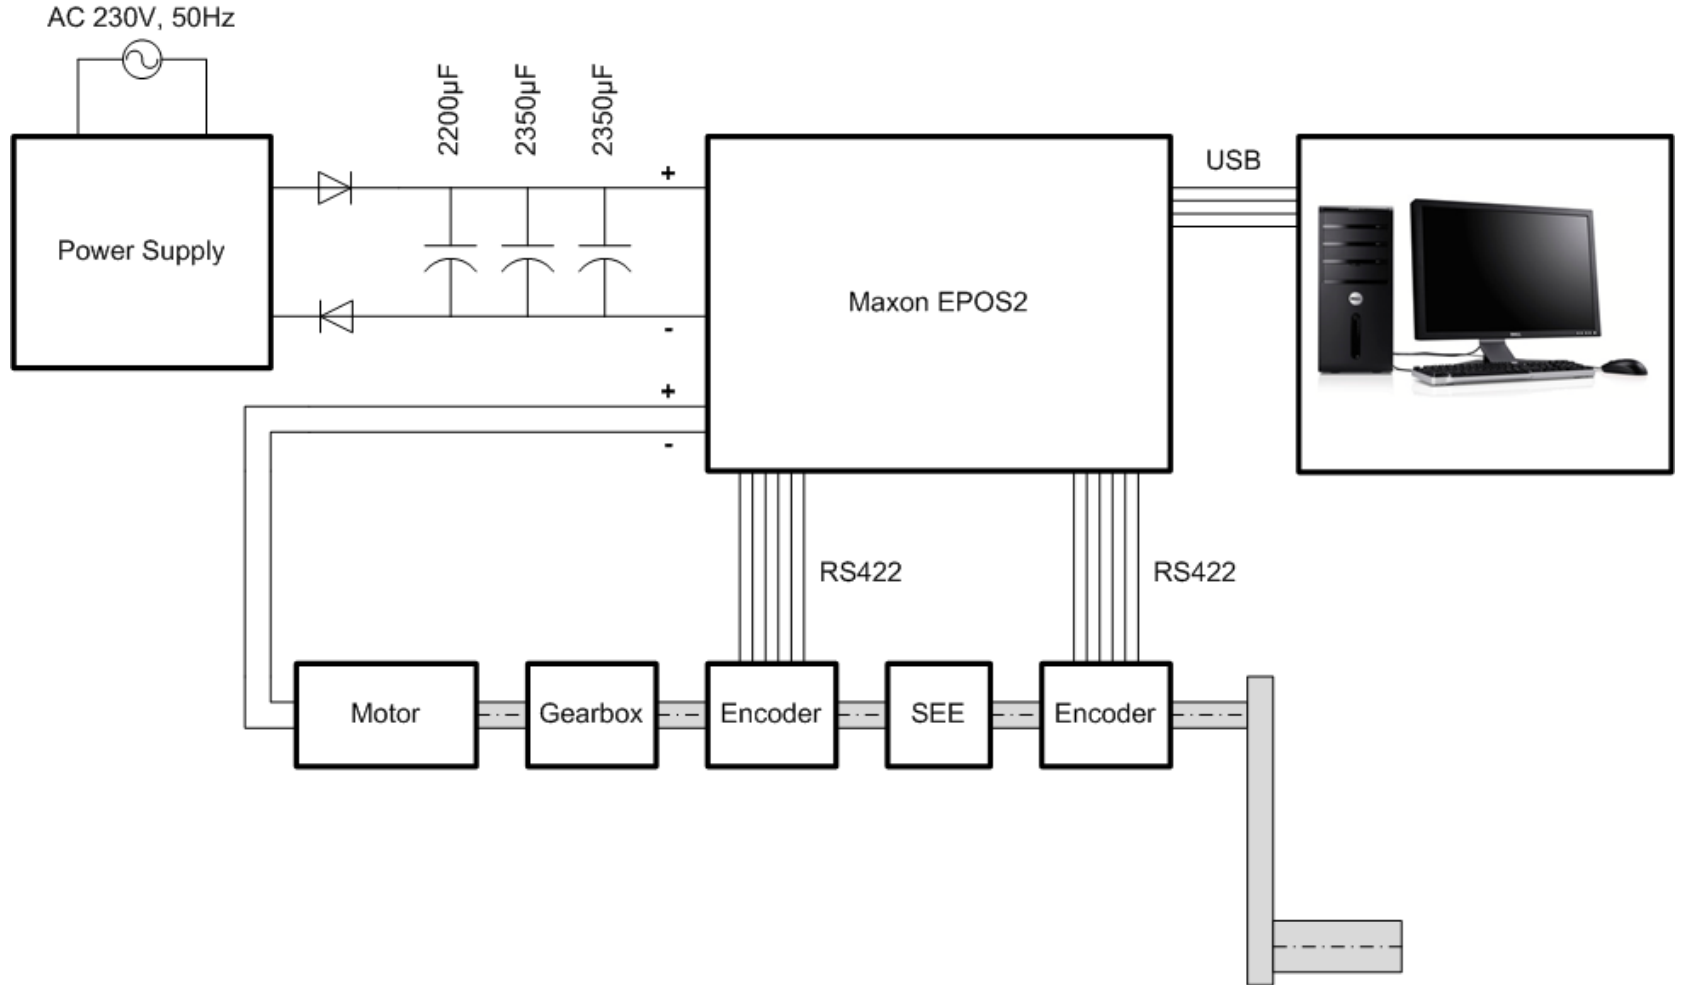 AC 230V, 50Hz
2200µF
2350µF
2350µF
+
USB
Power Supply
Maxon EPOS2
-
+
-
RS422
RS422
Motor
Gearbox
Encoder
SEE
Encoder